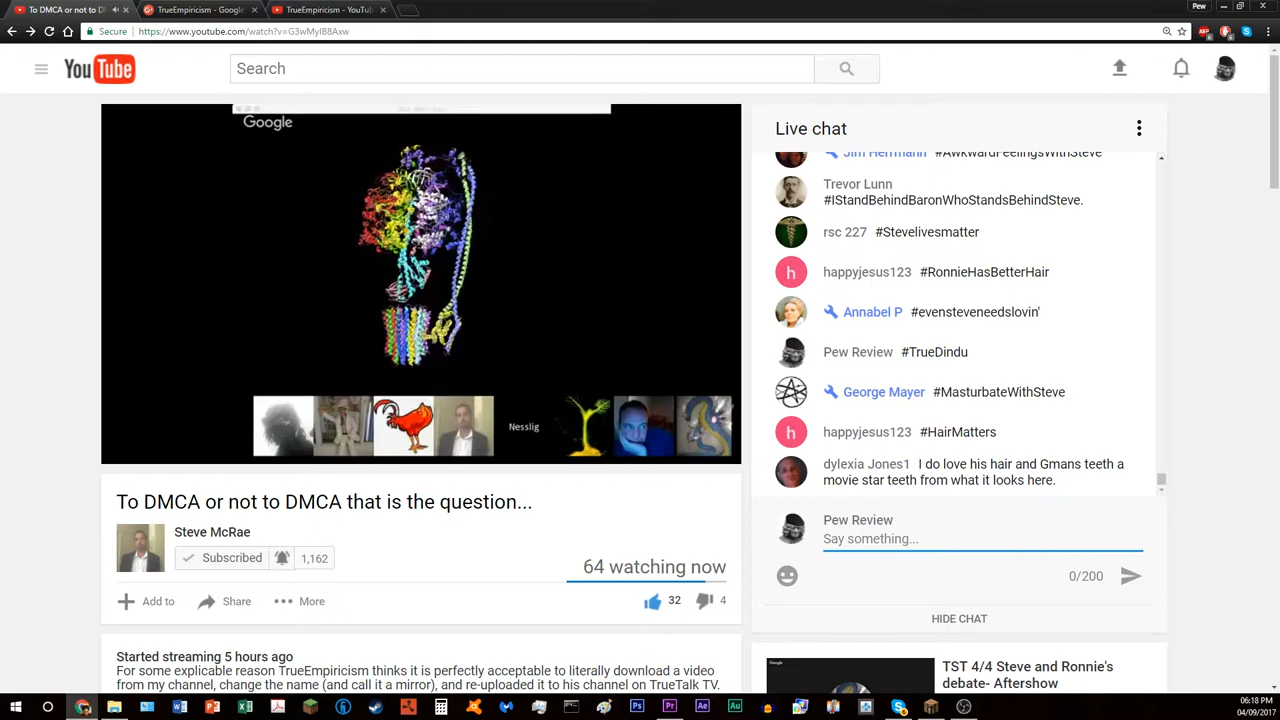 To DMCA or not to D
TrueEmpiricism - Google
TrueEmpiricism - YouTub
Pew
Secure
https://www.youtube.com/watch?v=G3wMyIB8Axw
YouTube
Search
Google
Nesslig
Live chat
Jim Herrmann #AwkwardFeelingsWithSteve
Trevor Lunn
#IStandBehindBaronWhoStandsBehindSteve.
rsc 227 #Stevelivesmatter
happyjesus123 #RonnieHasBetterHair
Annabel P #evensteveneedslovin'
Pew Review #TrueDindu
George Mayer #MasturbateWithSteve
happyjesus123 #HairMatters
dylexia Jones1 I do love his hair and Gmans teeth a
movie star teeth from what it looks here.
Pew Review
Say something...
0/200
HIDE CHAT
To DMCA or not to DMCA that is the question...
Steve McRae
Subscribed 1,162
64 watching now
Add to Share More
32 4
Started streaming 5 hours ago
For some explicable reason TrueEmpiricism thinks it is perfectly acceptable to literally download a video
from my channel, change the name (and call it a mirror), and re-uploaded it to his channel on TrueTalk TV.
TST 4/4 Steve and Ronnie's
debate- Aftershow
06:18 PM
04/09/2017